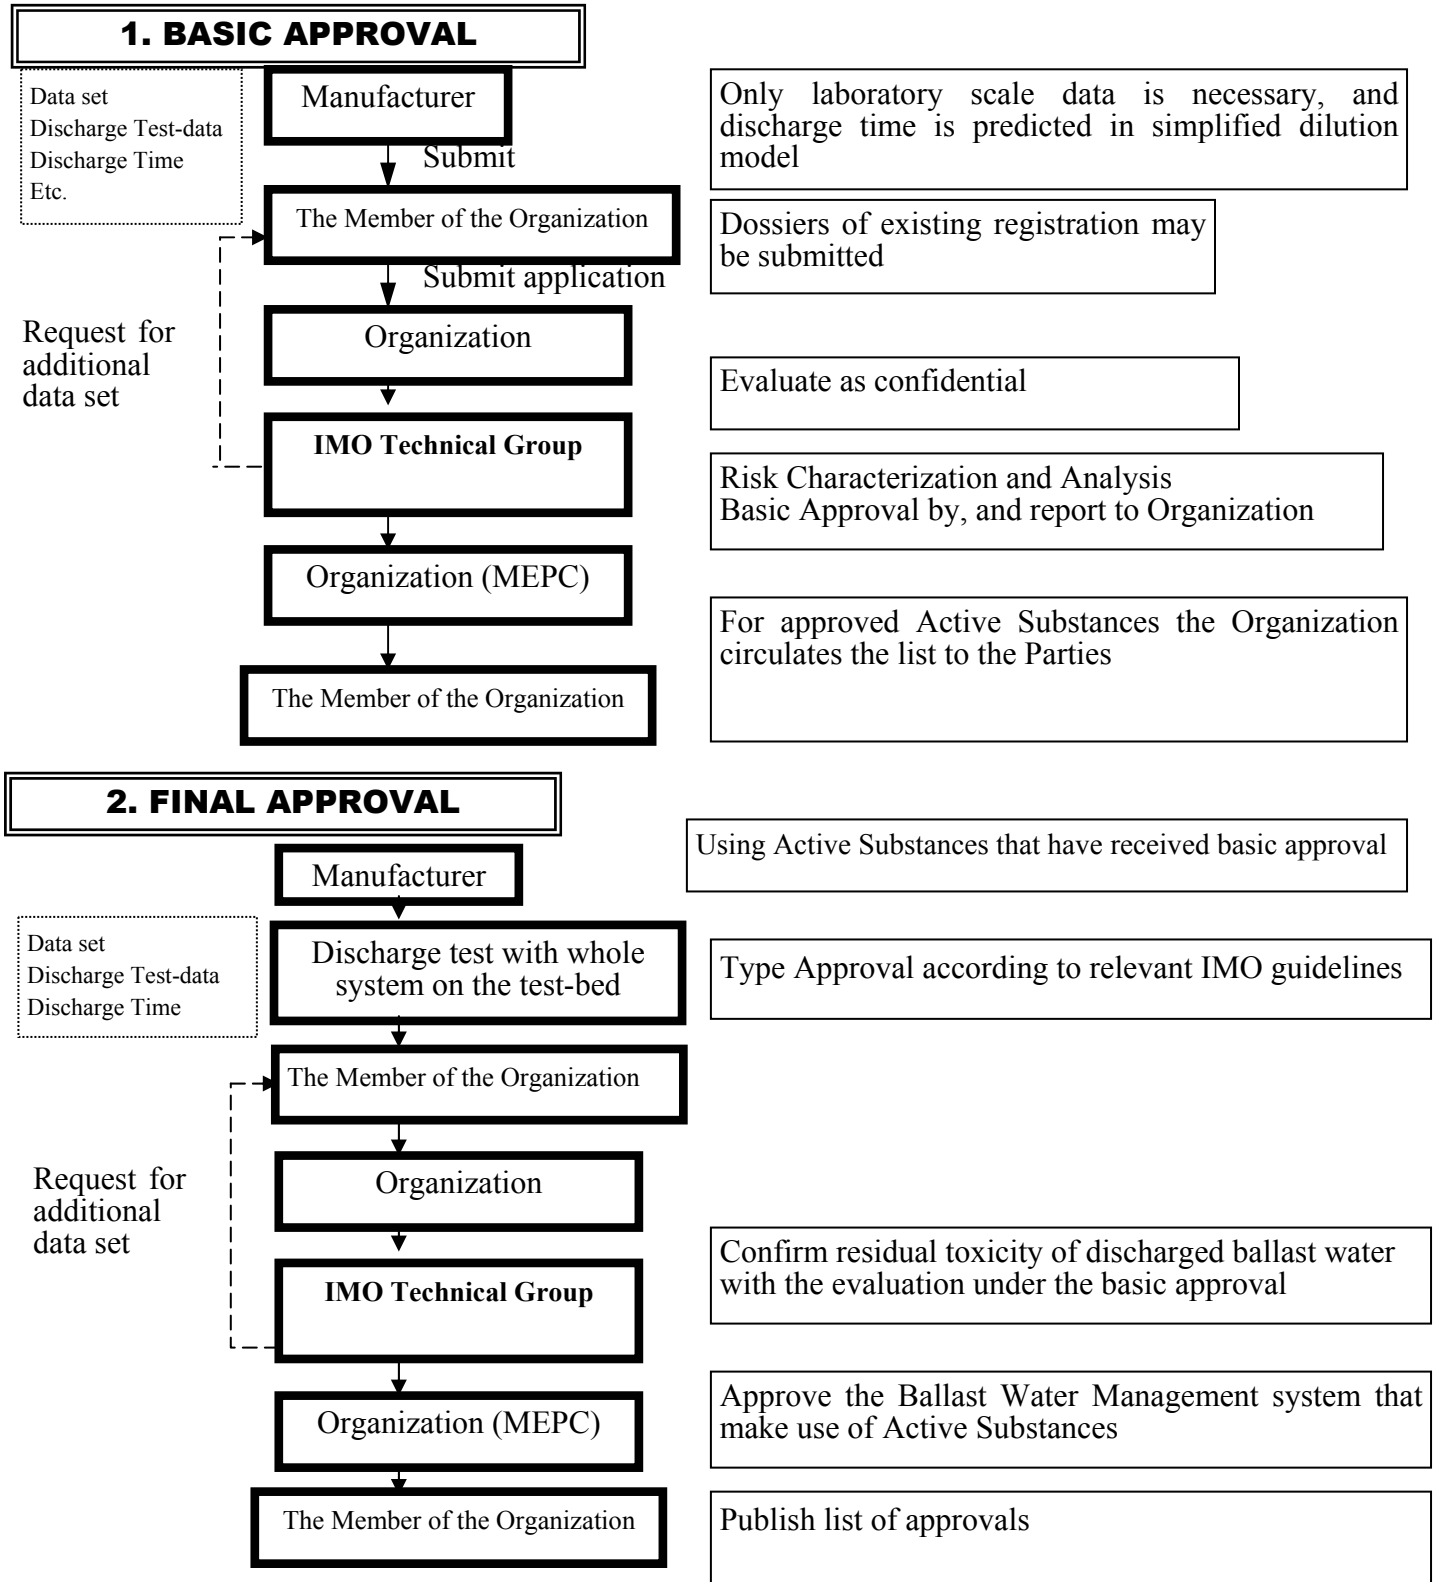 1. BASIC APPROVAL
Data set
Discharge Test-data
Discharge Time
Etc.
Manufacturer
Submit
The Member of the Organization
Submit application
Organization
Request for
additional
data set
IMO Technical Group
Organization (MEPC)
The Member of the Organization
Only laboratory scale data is necessary, and
discharge time is predicted in simplified dilution
model
Dossiers of existing registration may
be submitted
Evaluate as confidential
Risk Characterization and Analysis
Basic Approval by, and report to Organization
For approved Active Substances the Organization
circulates the list to the Parties
2. FINAL APPROVAL
Using Active Substances that have received basic approval
Manufacturer
Data set
Discharge Test-data
Discharge Time
Discharge test with whole
system on the test-bed
Type Approval according to relevant IMO guidelines
The Member of the Organization
Request for
additional
data set
Organization
IMO Technical Group
Confirm residual toxicity of discharged ballast water
with the evaluation under the basic approval
Organization (MEPC)
Approve the Ballast Water Management system that
make use of Active Substances
The Member of the Organization
Publish list of approvals